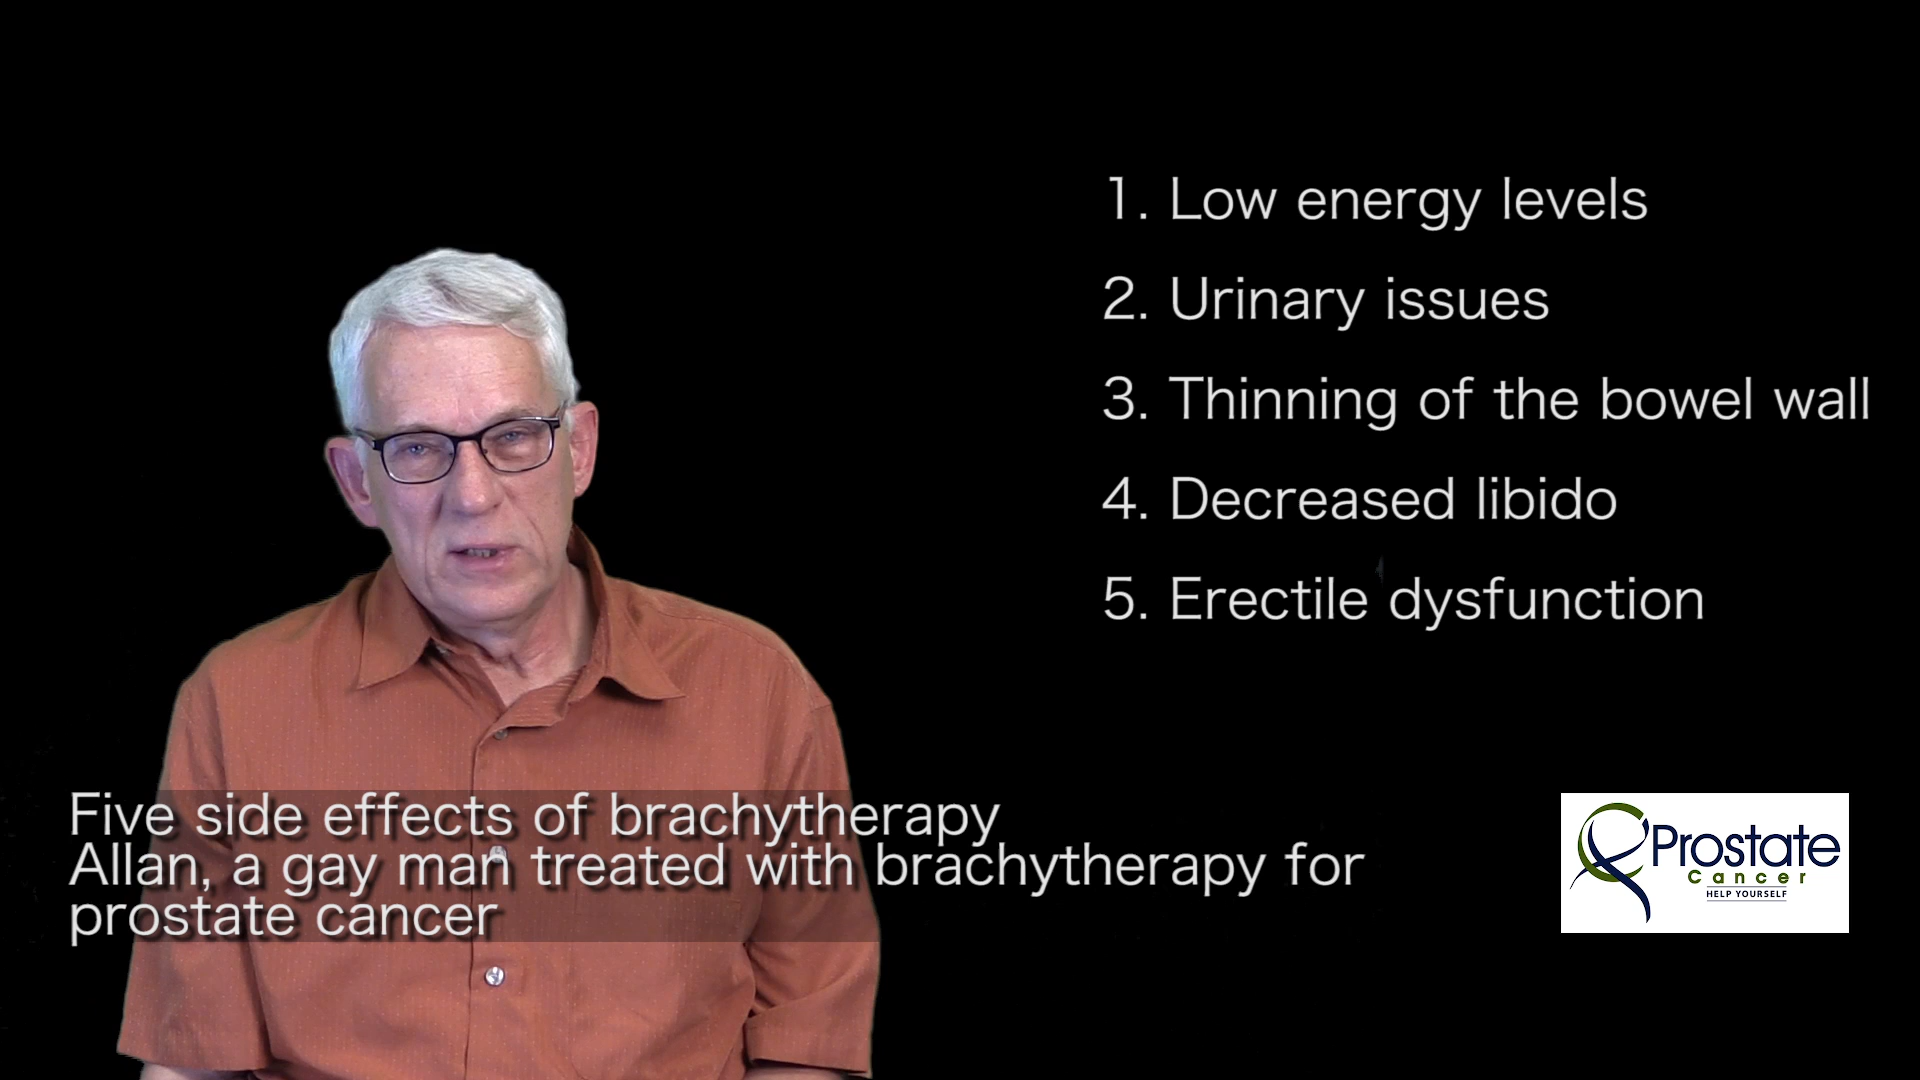 1. Low energy levels
2. Urinary issues
3. Thinning of the bowel wall
4. Decreased libido
5. Erectile dysfunction
Five side effects of brachytherapy
Allan, a gay man treated with brachytherapy for
prostate cancer
Prostate
Cancer
HELP YOURSELF